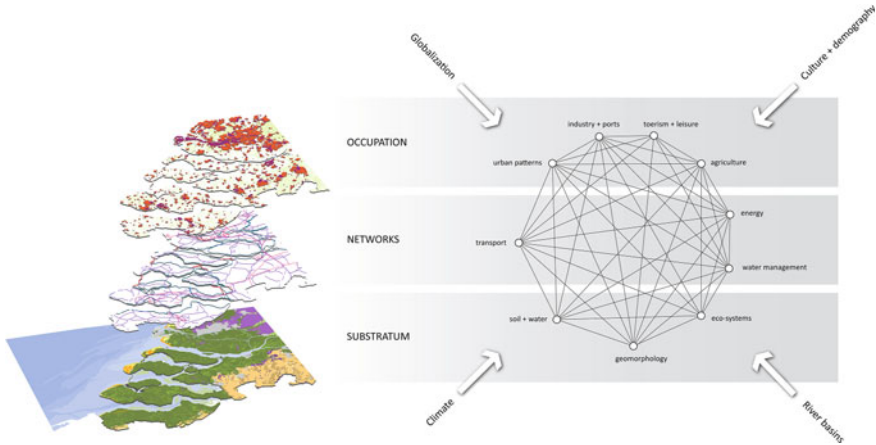 Globalization
Culture + demography
OCCUPATION
industry + ports
toerism + leisure
urban patterns
agriculture
NETWORKS
energy
transport
water management
SUBSTRATUM
soil + water
eco-systems
geomorphology
Climate
River basins